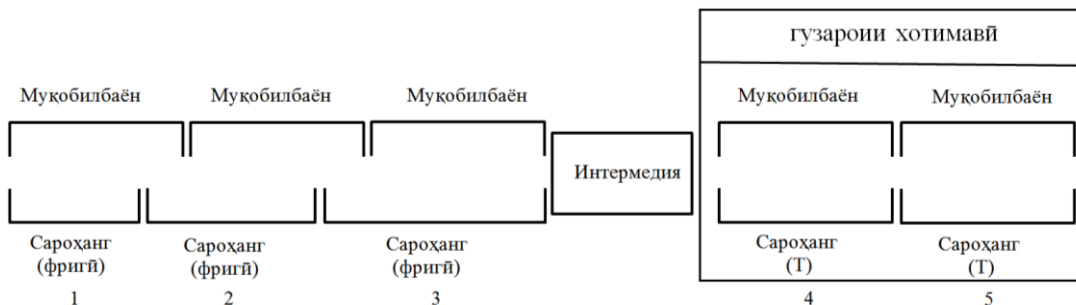 гузароии хотимавӣ
Муқобилбаён Муқобилбаён Муқобилбаён Муқобилбаён Муқобилбаён
Интермедия
Сароҳанг Сароҳанг Сароҳанг Сароҳанг Сароҳанг
(фригӣ) (фригӣ) (фригӣ) (Т) (Т)
1 2 3 4 5